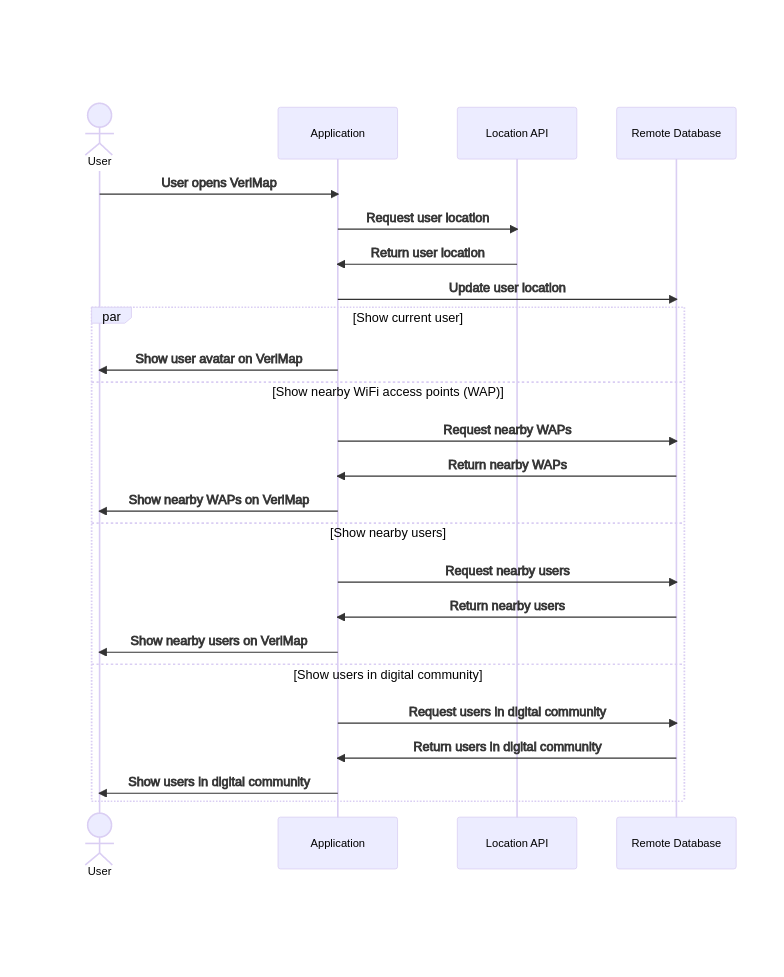 Application
Location API
Remote Database
User
User opens VeriMap
Request user location
Return user location
Update user location
par
[Show current user]
Show user avatar on VeriMap
[Show nearby WiFi access points (WAP)]
Request nearby WAPs
Return nearby WAPs
Show nearby WAPs on VeriMap
[Show nearby users]
Request nearby users
Return nearby users
Show nearby users on VeriMap
[Show users in digital community]
Request users in digital community
Return users in digital community
Show users in digital community
Application
Location API
Remote Database
User